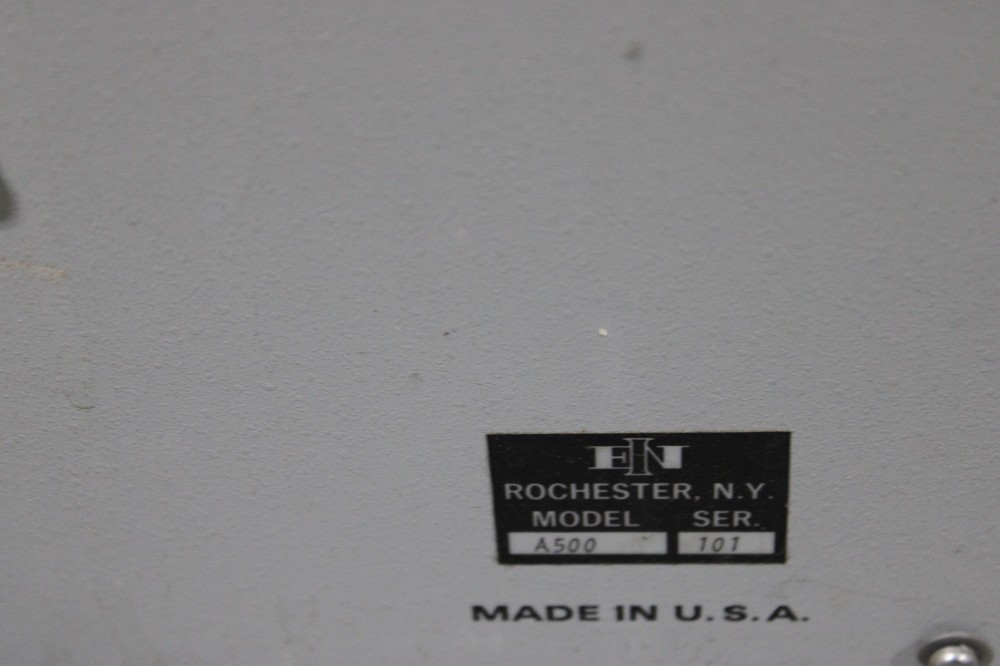 ENI
ROCHESTER, N.Y.
MODEL SER.
A500 101
MADE IN U.S.A.